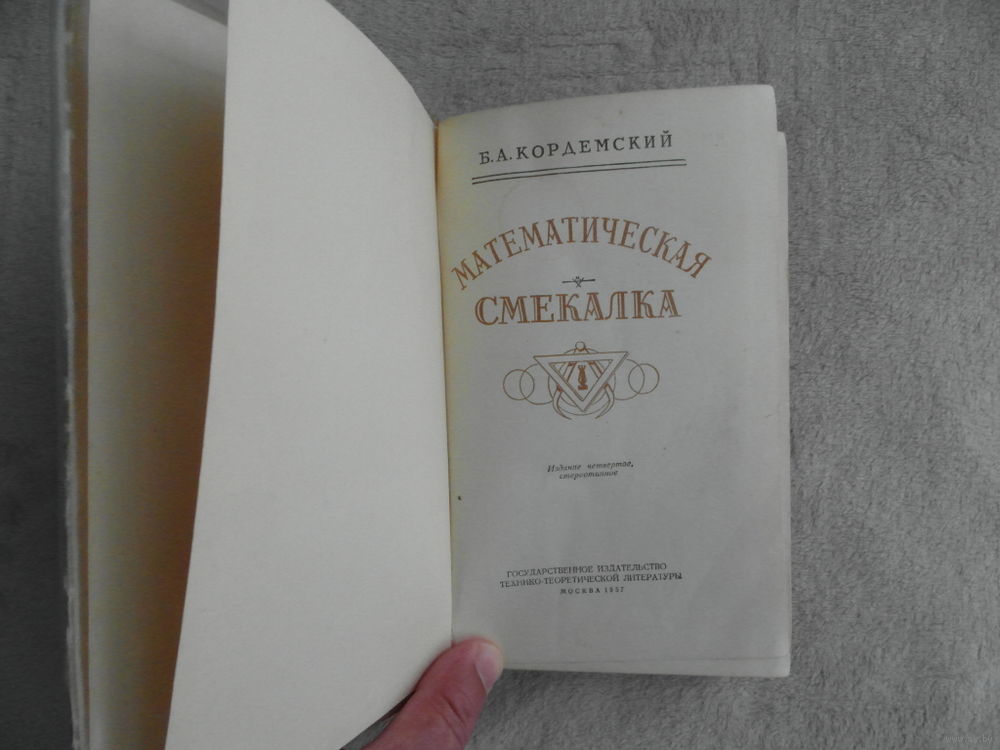 Б. А. КОРДЕМСКИЙ
МАТЕМАТИЧЕСКАЯ
СМЕКАЛКА
Издание четвертое,
стереотипное
ГОСУДАРСТВЕННОЕ ИЗДАТЕЛЬСТВО
ТЕХНИКО-ТЕОРЕТИЧЕСКОЙ ЛИТЕРАТУРЫ
МОСКВА 1957